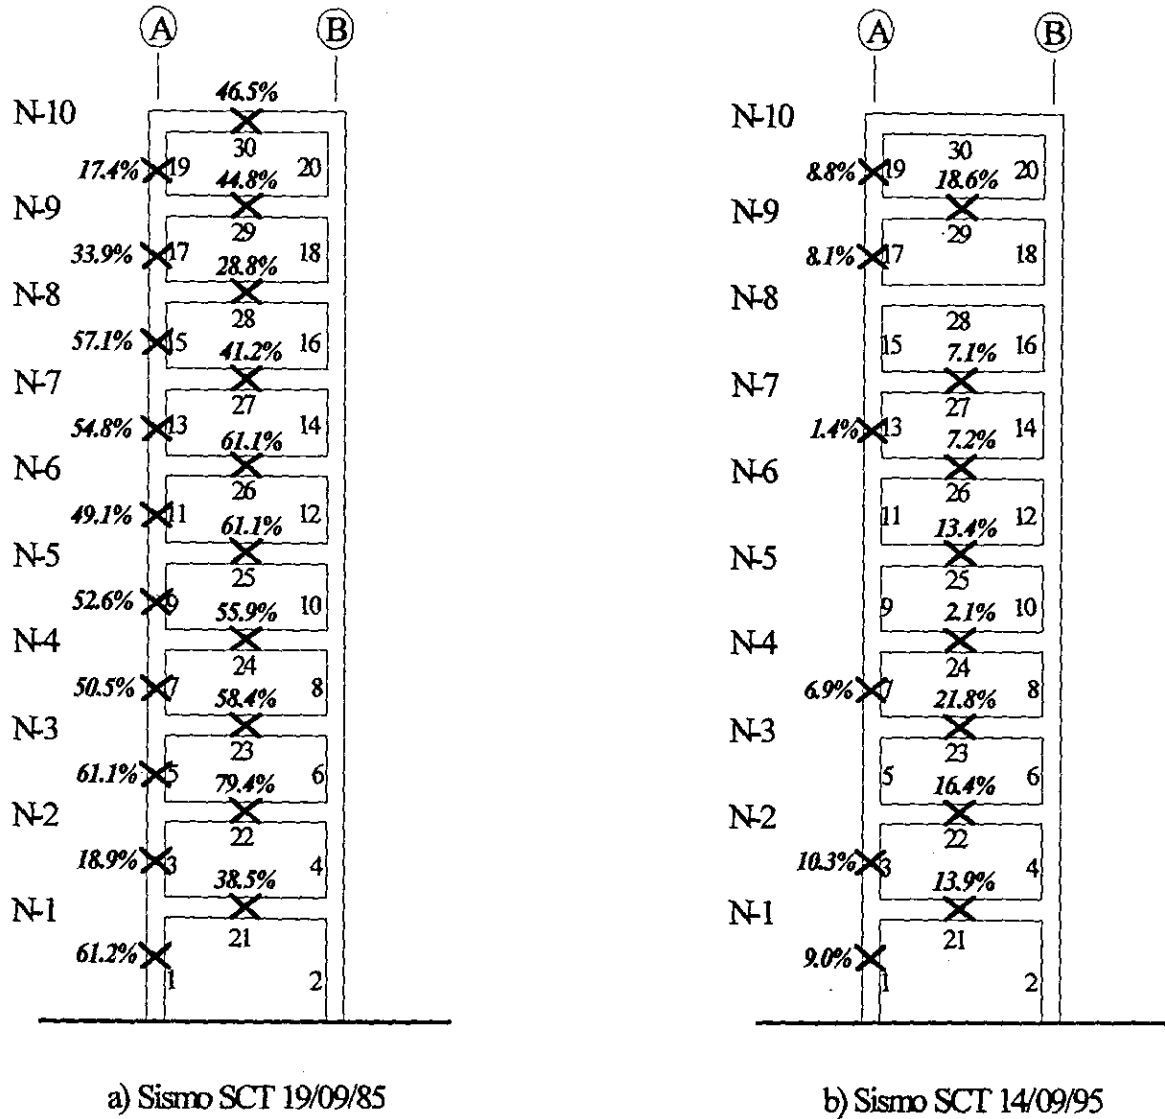 A B
46.5%
N-10
30
17.4% 19 20
44.8%
N-9
29
33.9% 17 18
28.8%
N-8
28
57.1% 15 16
41.2%
N-7
27
54.8% 13 14
61.1%
N-6
26
49.1% 11 12
61.1%
N-5
25
52.6% 9 10
55.9%
N-4
24
50.5% 7 8
58.4%
N-3
23
61.1% 5 6
79.4%
N-2
22
18.9% 3 4
38.5%
N-1
21
61.2%
1 2
a) Sismo SCT 19/09/85
A B
N-10
30
8.8% 19 20
18.6%
N-9
29
8.1% 17 18
N-8
28
15 16
7.1%
N-7
27
1.4% 13 14
7.2%
N-6
26
11 12
13.4%
N-5
25
9 10
2.1%
N-4
24
6.9% 7 8
21.8%
N-3
23
5 6
16.4%
N-2
22
10.3% 3 4
13.9%
N-1
21
9.0%
1 2
b) Sismo SCT 14/09/95